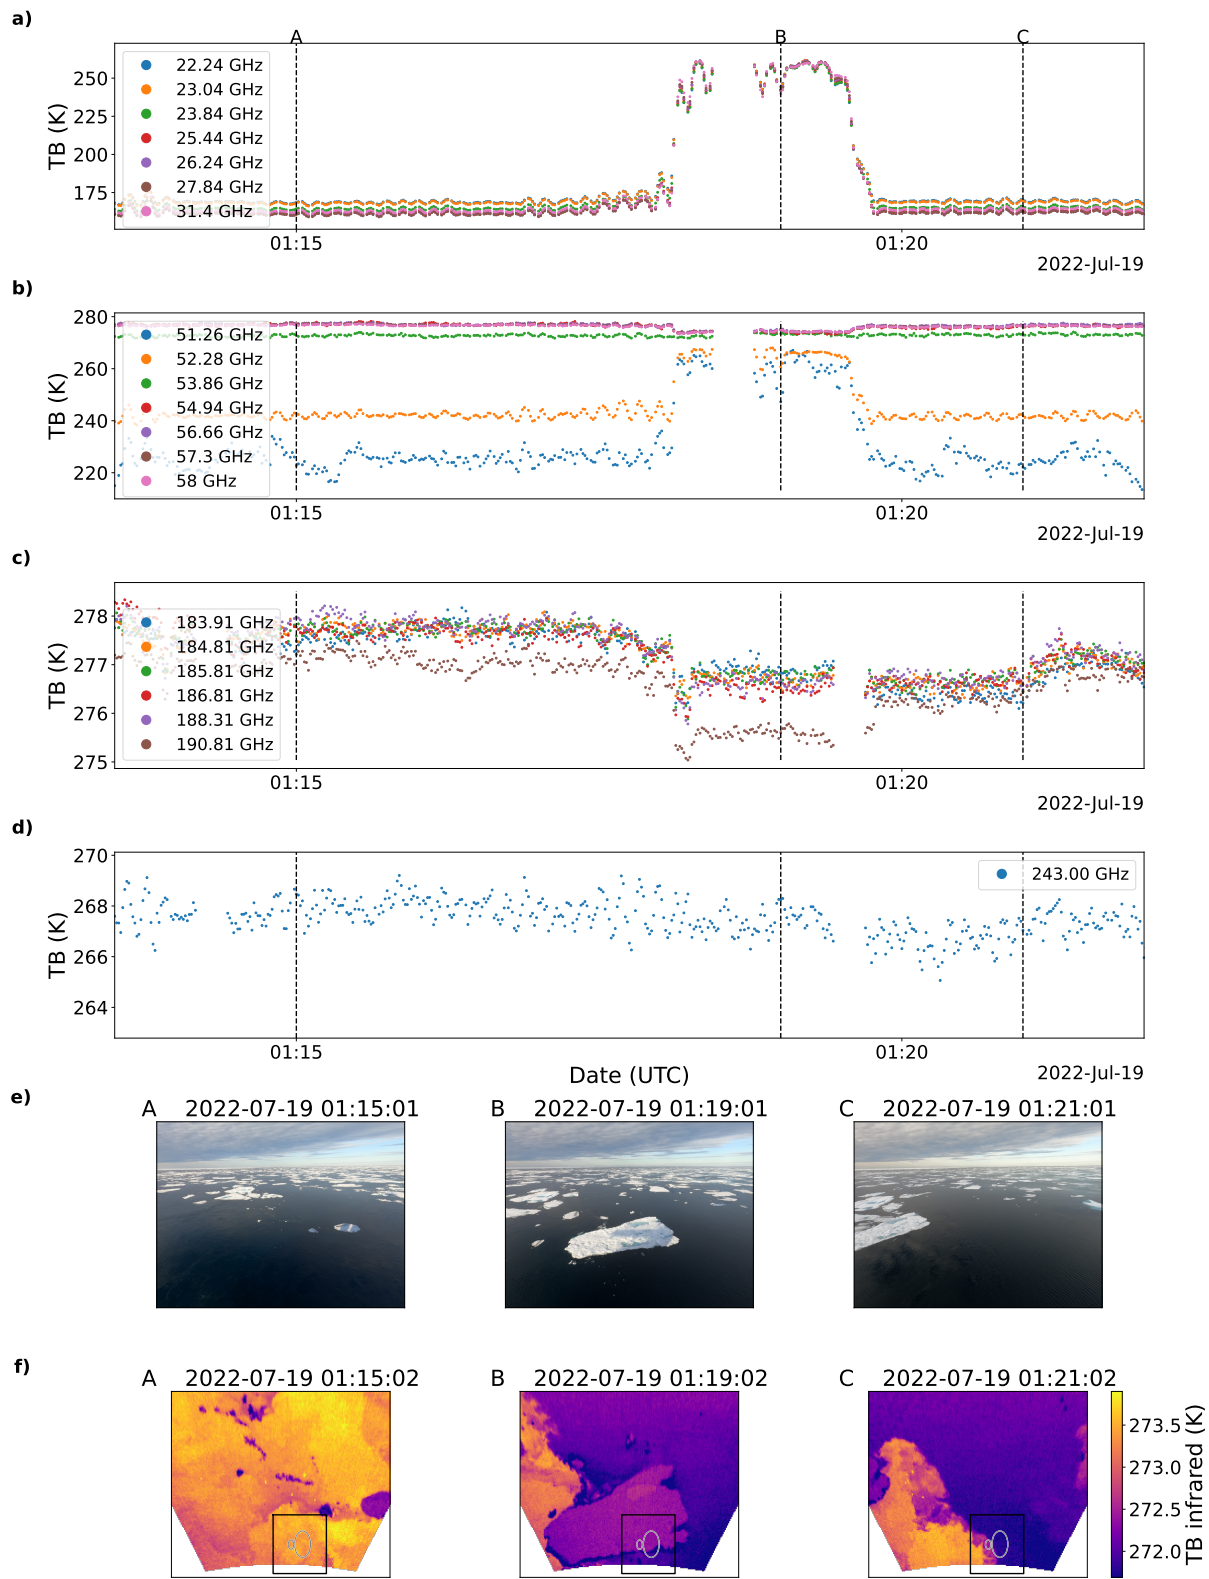 a)
A
B
C
22.24 GHz
23.04 GHz
23.84 GHz
25.44 GHz
26.24 GHz
27.84 GHz
31.4 GHz
TB (K)
250
225
200
175
01:15
01:20
2022-Jul-19
b)
51.26 GHz
52.28 GHz
53.86 GHz
54.94 GHz
56.66 GHz
57.3 GHz
58 GHz
TB (K)
280
260
240
220
01:15
01:20
2022-Jul-19
c)
183.91 GHz
184.81 GHz
185.81 GHz
186.81 GHz
188.31 GHz
190.81 GHz
TB (K)
278
277
276
275
01:15
01:20
2022-Jul-19
d)
243.00 GHz
TB (K)
270
268
266
264
01:15
01:20
Date (UTC)
2022-Jul-19
e)
A 2022-07-19 01:15:01
B 2022-07-19 01:19:01
C 2022-07-19 01:21:01
f)
A 2022-07-19 01:15:02
B 2022-07-19 01:19:02
C 2022-07-19 01:21:02
273.5
273.0
272.5
272.0
TB infrared (K)